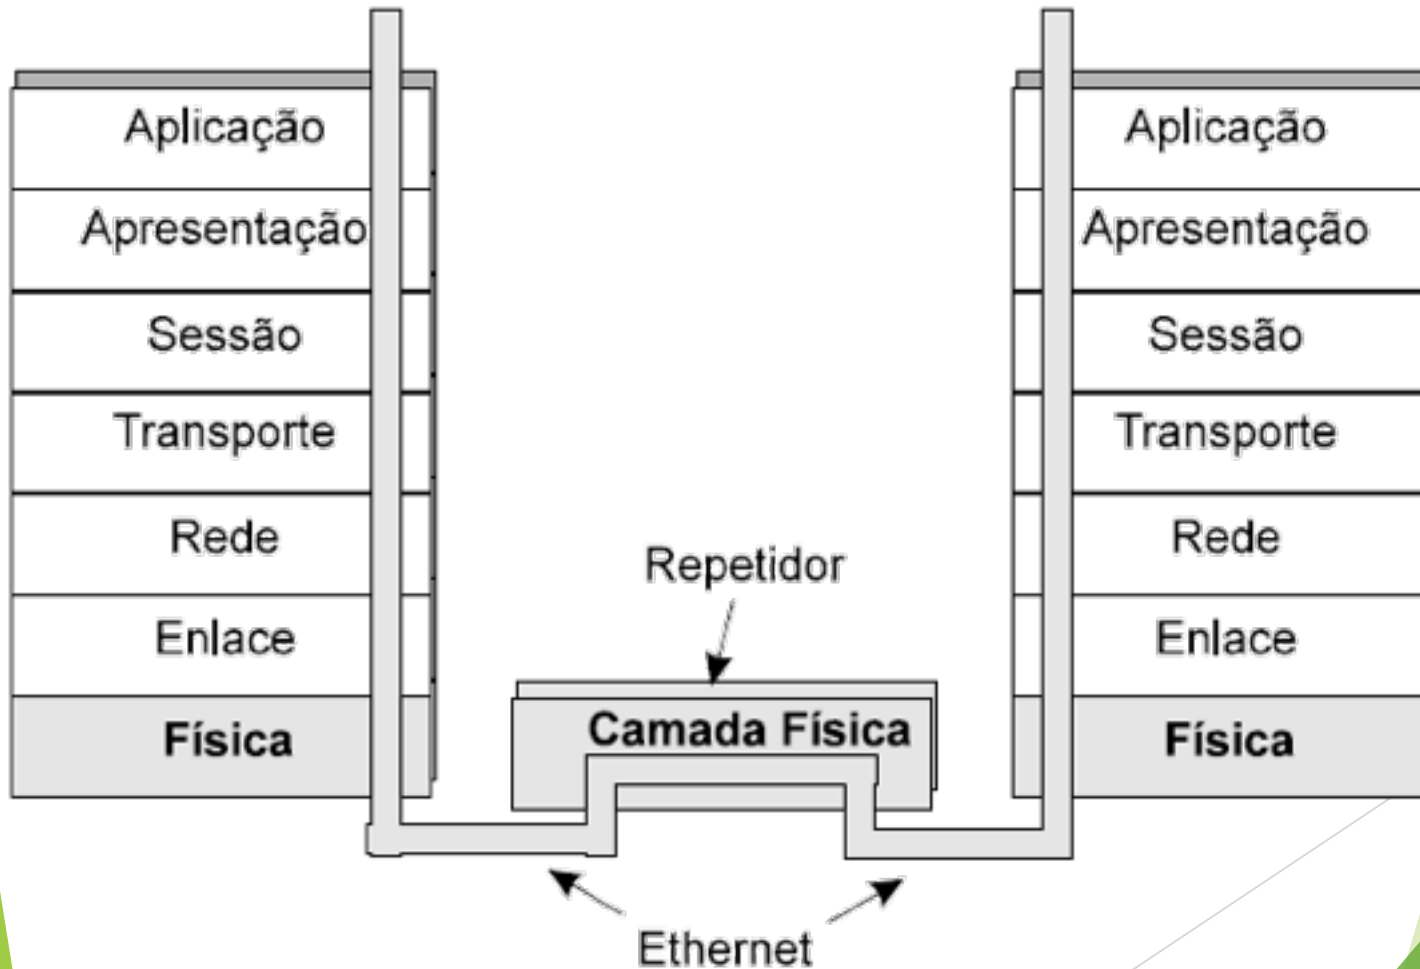 Aplicação
Apresentação
Sessão
Transporte
Rede
Enlace
Física
Repetidor
Camada Física
Ethernet
Aplicação
Apresentação
Sessão
Transporte
Rede
Enlace
Física